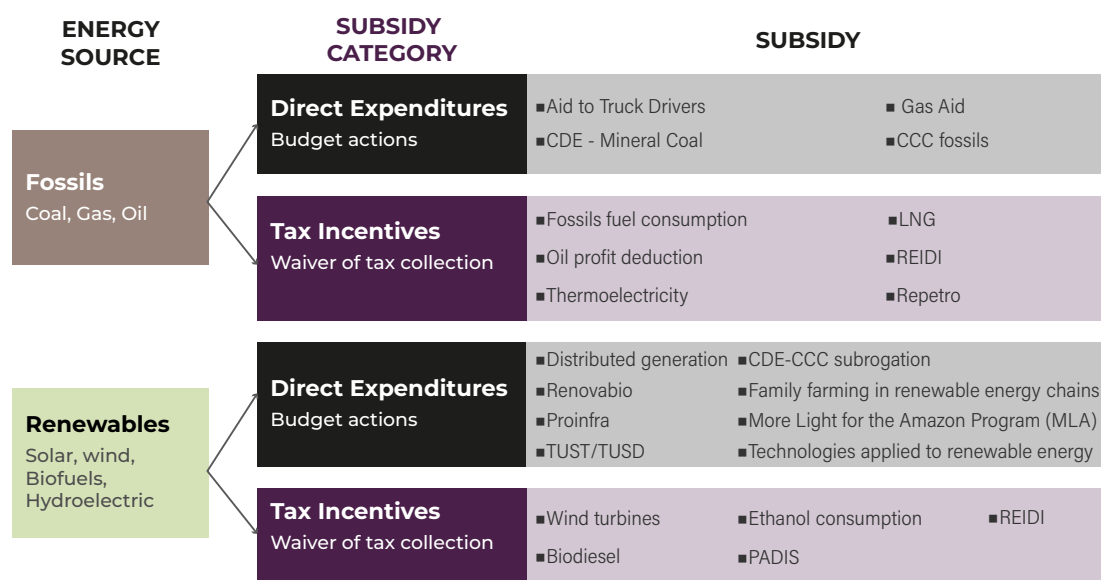 ENERGY
SOURCE
SUBSIDY
CATEGORY
SUBSIDY
Fossils
Coal, Gas, Oil
Direct Expenditures
Budget actions
■Aid to Truck Drivers
■ Gas Aid
■CDE - Mineral Coal
■CCC fossils
Tax Incentives
Waiver of tax collection
■Fossils fuel consumption
■LNG
■Oil profit deduction
■REIDI
■Thermoelectricity
■Repetro
Renewables
Solar, wind,
Biofuels,
Hydroelectric
Direct Expenditures
Budget actions
■Distributed generation
■CDE-CCC subrogation
■Renovabio
■Family farming in renewable energy chains
■Proinfra
■More Light for the Amazon Program (MLA)
■TUST/TUSD
■Technologies applied to renewable energy
Tax Incentives
Waiver of tax collection
■Wind turbines
■Ethanol consumption
■REIDI
■Biodiesel
■PADIS